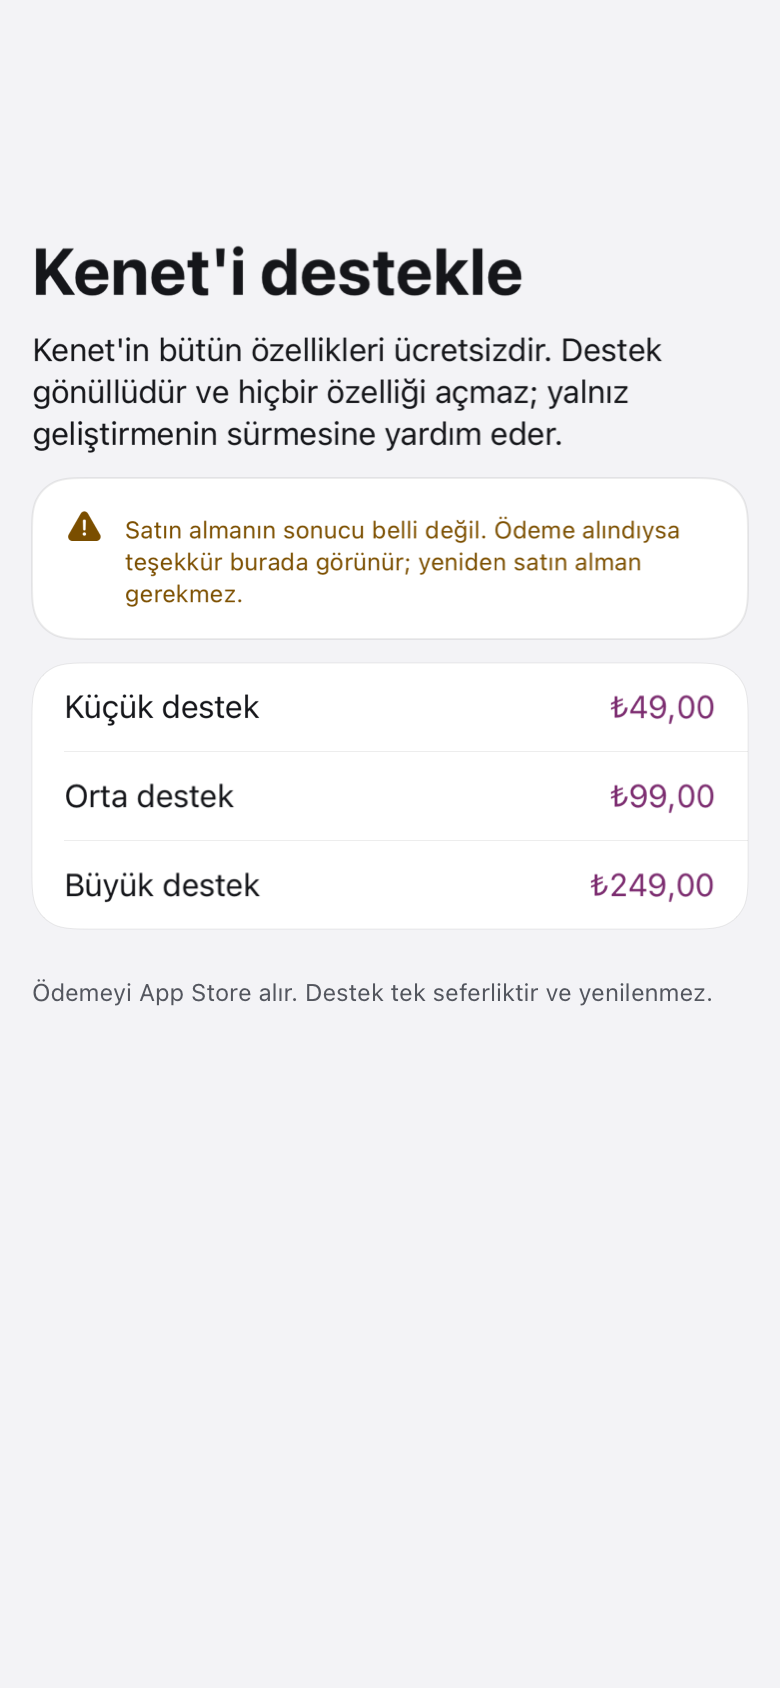 Kenet'i destekle
Kenet'in bütün özellikleri ücretsizdir. Destek
gönüllüdür ve hiçbir özelliği açmaz; yalnız
geliştirmenin sürmesine yardım eder.
Satın almanın sonucu belli değil. Ödeme alındıysa
teşekkür burada görünür; yeniden satın alman
gerekmez.
Küçük destek ₺49,00
Orta destek ₺99,00
Büyük destek ₺249,00
Ödemeyi App Store alır. Destek tek seferliktir ve yenilenmez.